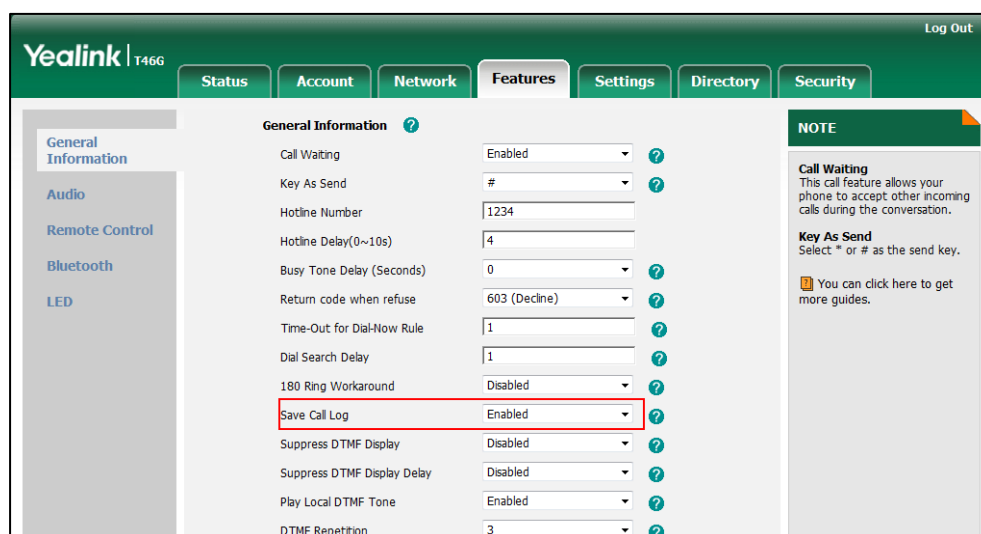 Log Out
Yealink | T46G
Status Account Network Features Settings Directory Security
General
Information
Audio
Remote Control
Bluetooth
LED
General Information ?
Call Waiting Enabled ?
Key As Send # ?
Hotline Number 1234
Hotline Delay(0~10s) 4
Busy Tone Delay (Seconds) 0 ?
Return code when refuse 603 (Decline) ?
Time-Out for Dial-Now Rule 1 ?
Dial Search Delay 1 ?
180 Ring Workaround Disabled ?
Save Call Log Enabled ?
Suppress DTMF Display Disabled ?
Suppress DTMF Display Delay Disabled ?
Play Local DTMF Tone Enabled ?
DTMF Repetition 3 ?
NOTE
Call Waiting
This call feature allows your
phone to accept other incoming
calls during the conversation.
Key As Send
Select * or # as the send key.
? You can click here to get
more guides.